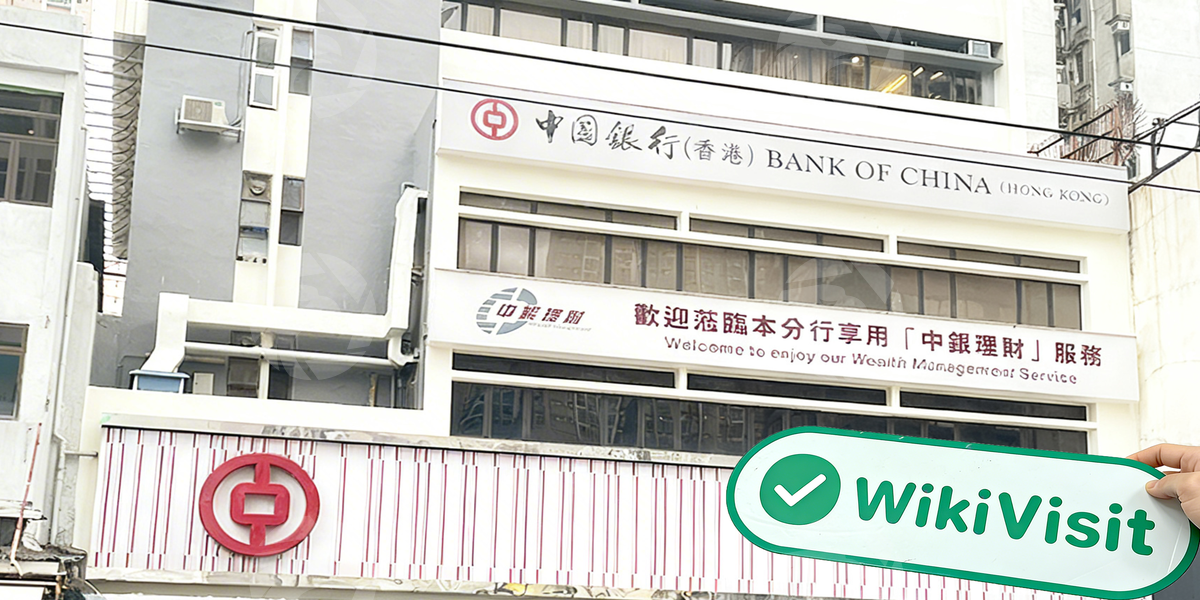 中国銀行(香港) BANK OF CHINA (HONG KONG)
中銀理財
歡迎蒞臨本分行享用「中銀理財」服務
Welcome to enjoy our Wealth Management Service
WikiVisit